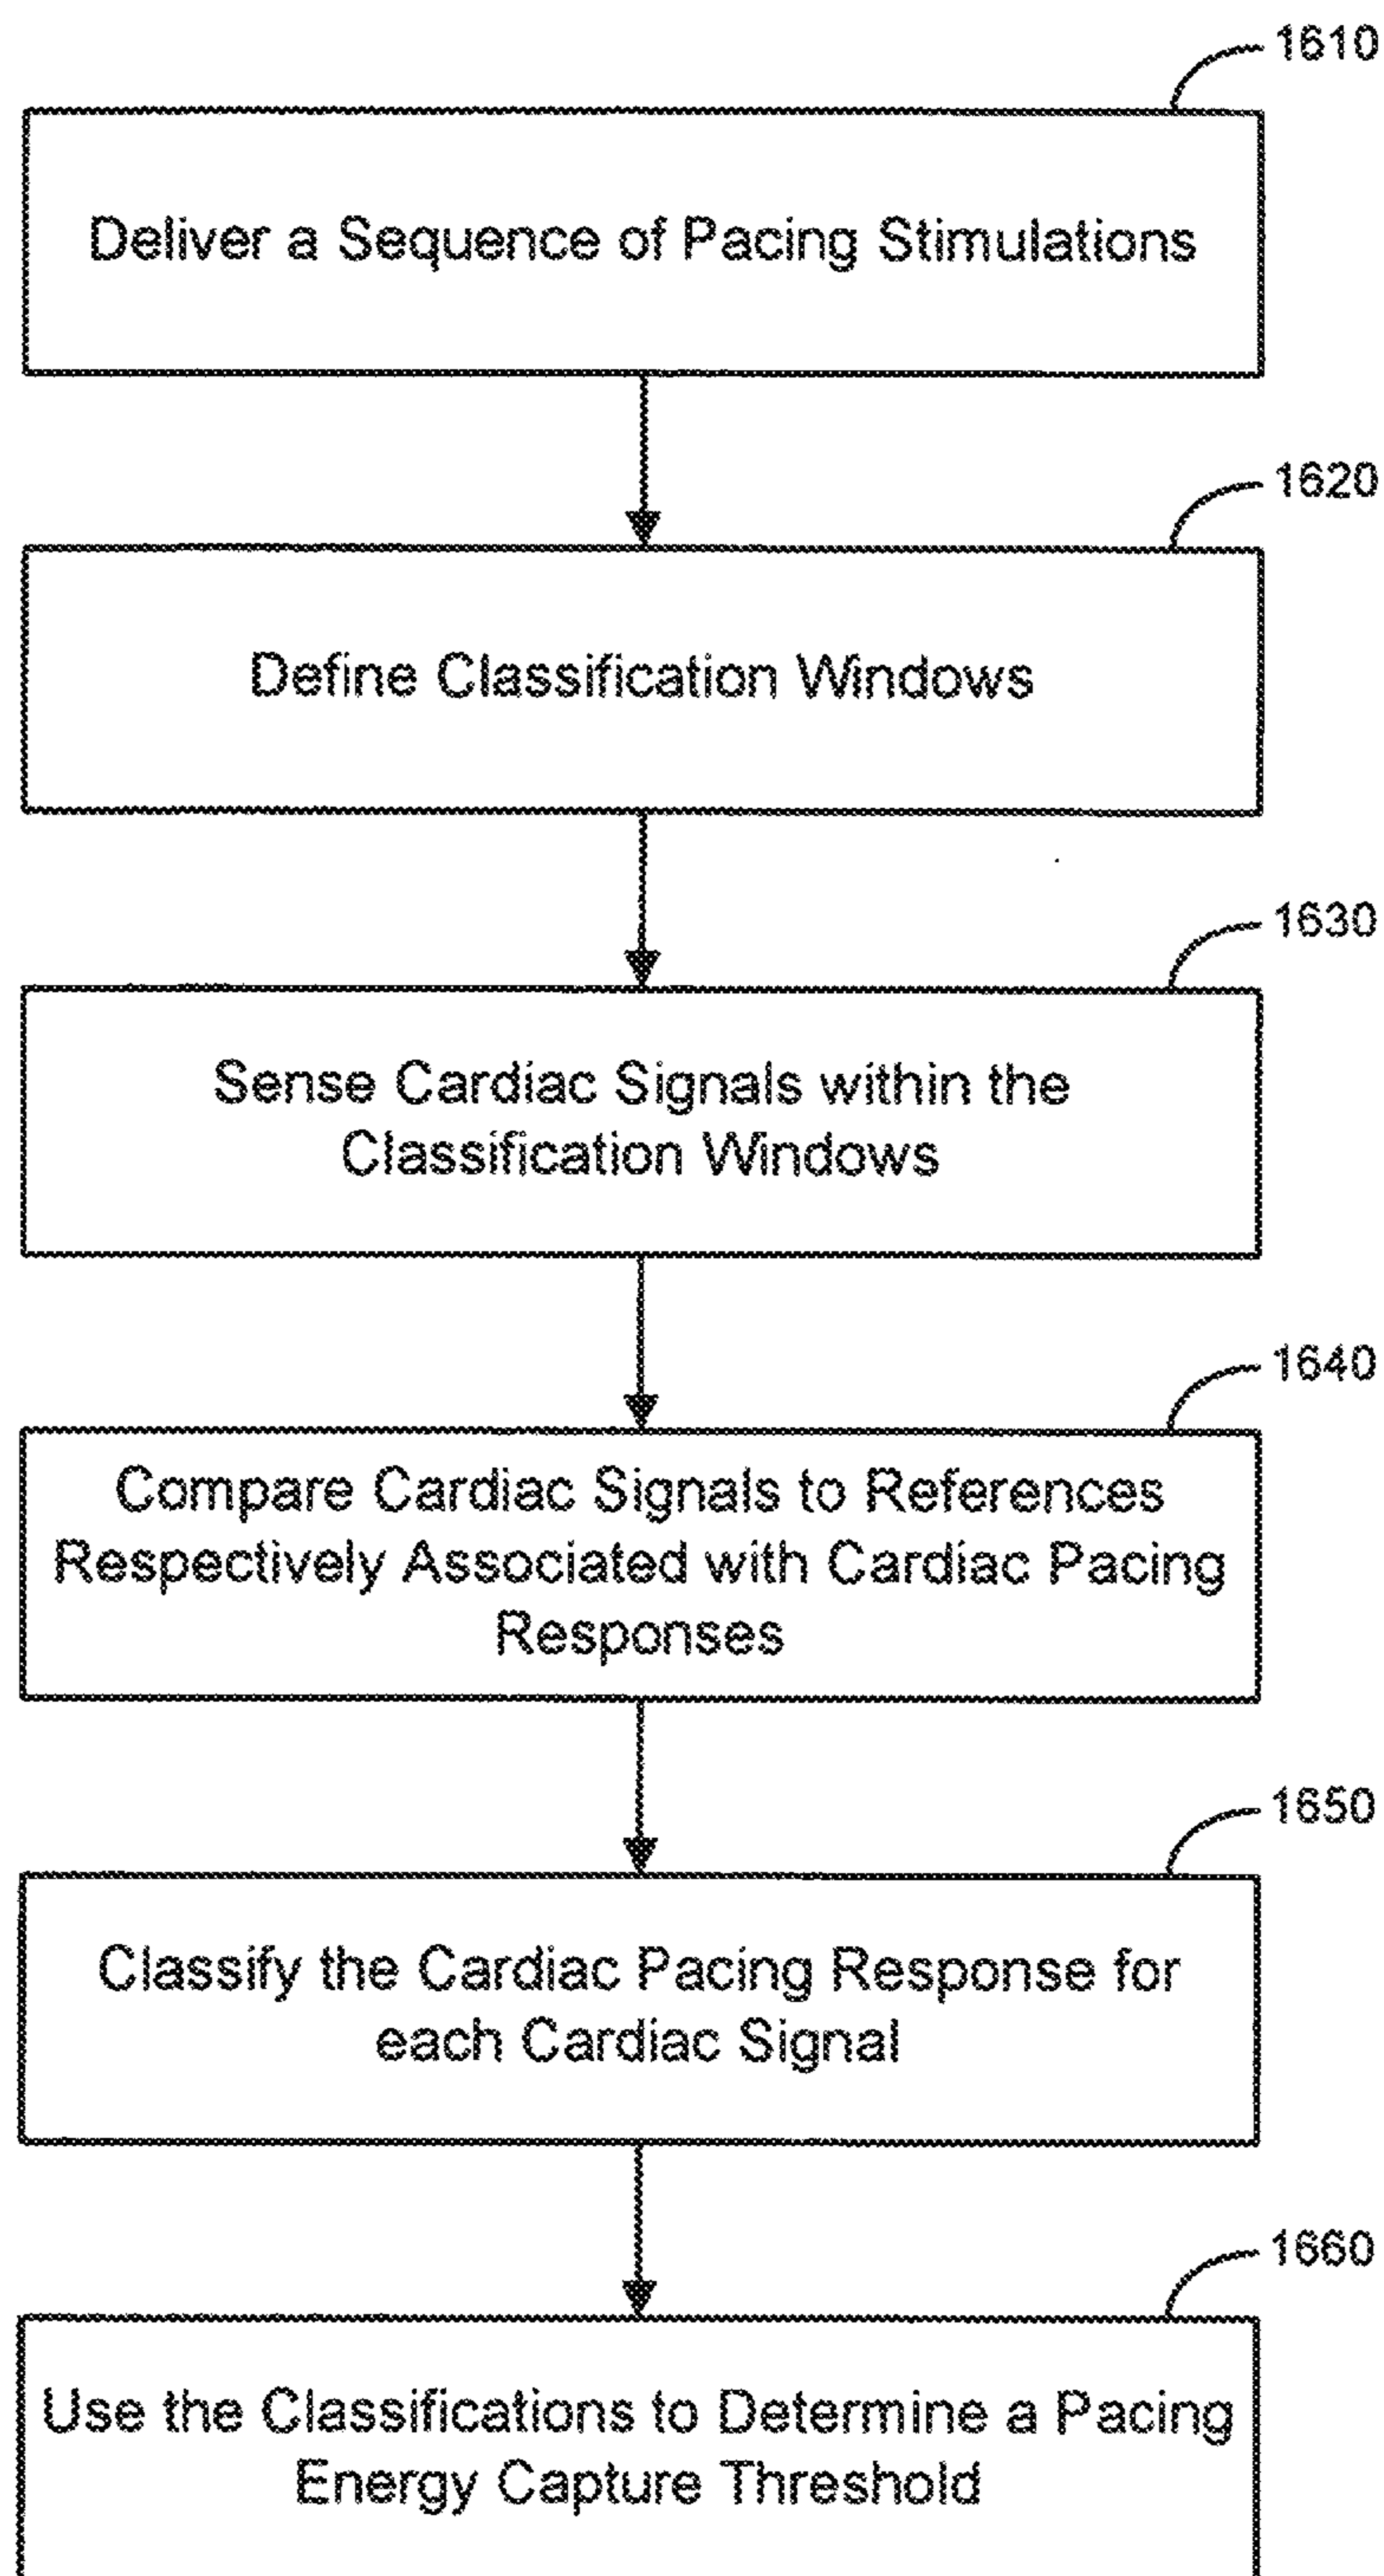 1610
Deliver a Sequence of Pacing Stimulations
1620
Define Classification Windows
1630
Sense Cardiac Signals within the
Classification Windows
1640
Compare Cardiac Signals to References
Respectively Associated with Cardiac Pacing
Responses
1650
Classify the Cardiac Pacing Response for
each Cardiac Signal
1660
Use the Classifications to Determine a Pacing
Energy Capture Threshold